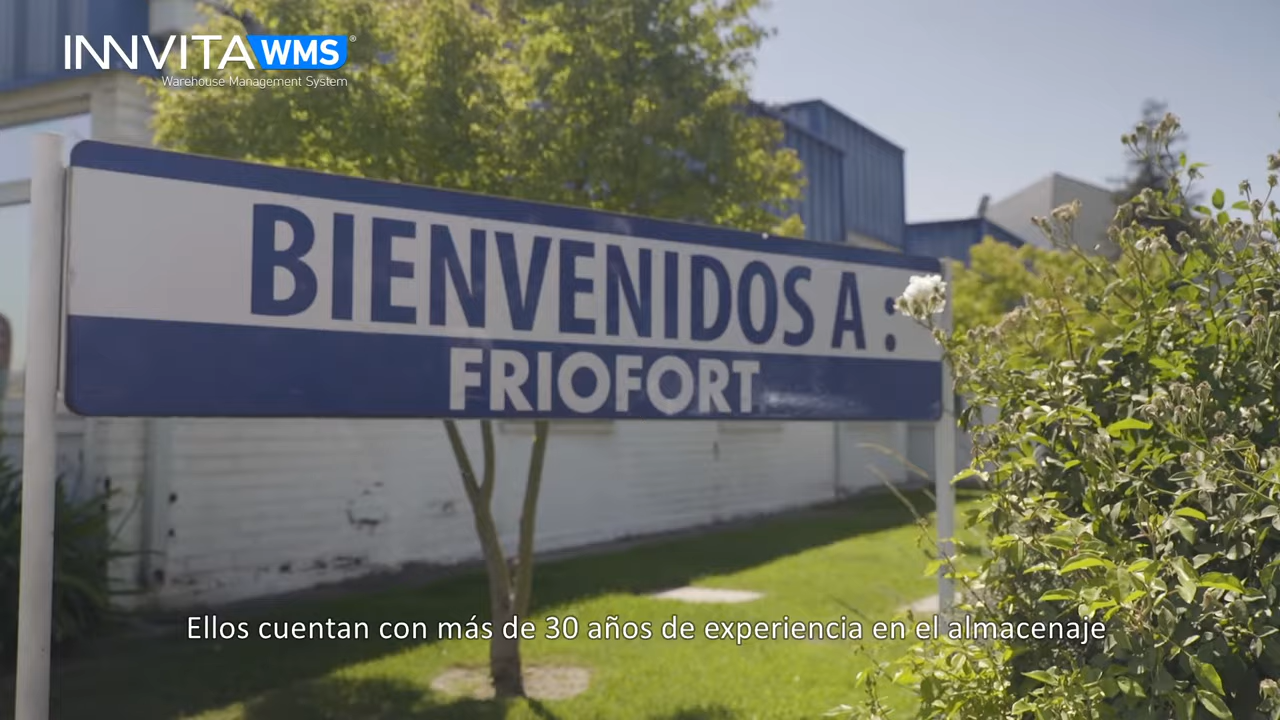 INNVITA WMS®
Warehouse Management System
BIENVENIDOS A :
FRIOFORT
Ellos cuentan con más de 30 años de experiencia en el almacenaje